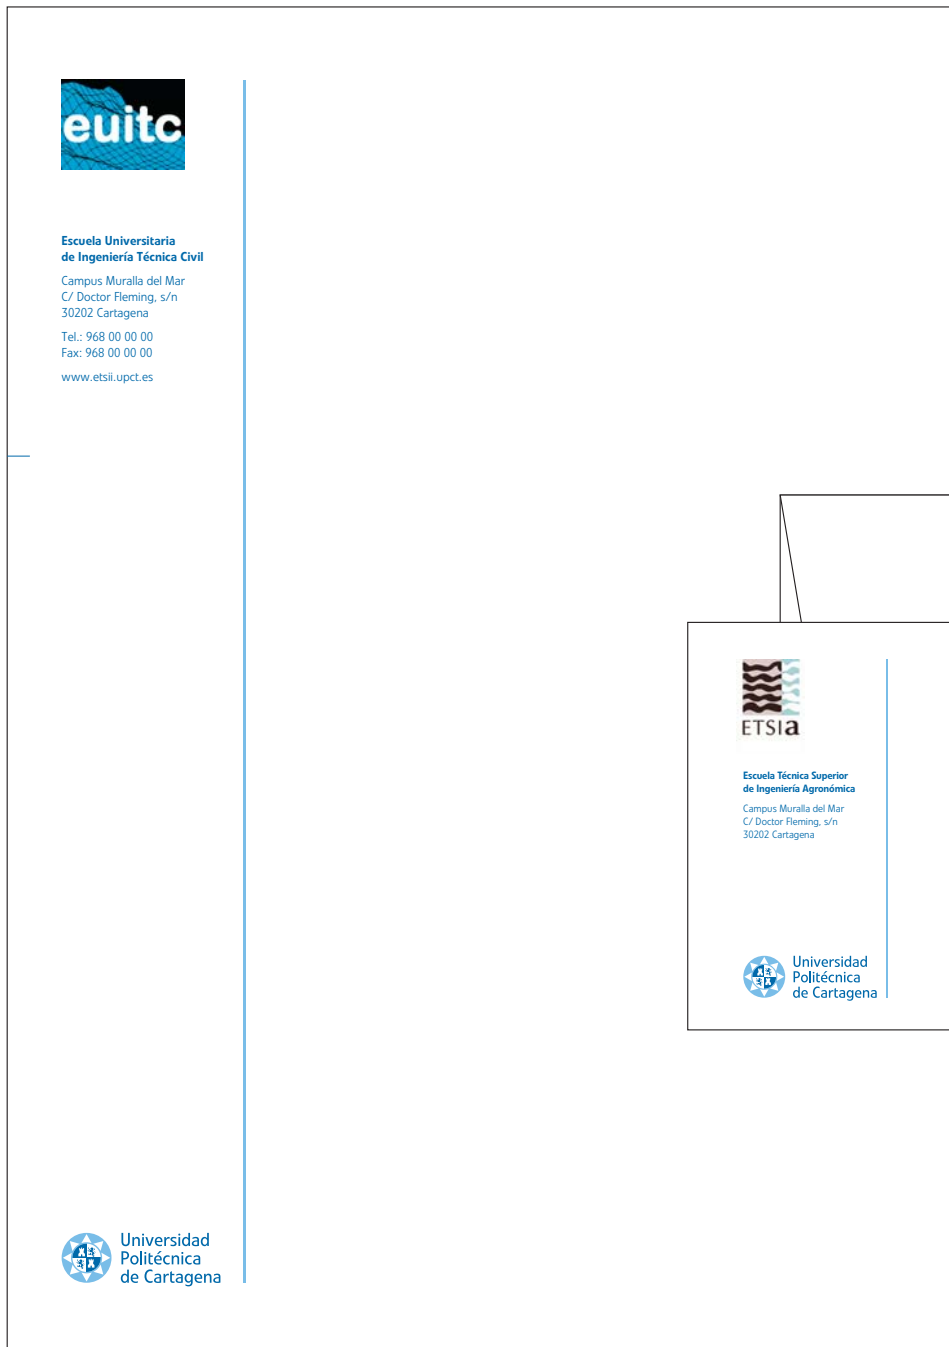 euitc
Escuela Universitaria
de Ingeniería Técnica Civil
Campus Muralla del Mar
C/ Doctor Fleming, s/n
30202 Cartagena
Tel.: 968 00 00 00
Fax: 968 00 00 00
www.etsii.upct.es
ETSIa
Escuela Técnica Superior
de Ingeniería Agronómica
Campus Muralla del Mar
C/ Doctor Fleming, s/n
30202 Cartagena
Universidad
Politécnica
de Cartagena
Universidad
Politécnica
de Cartagena